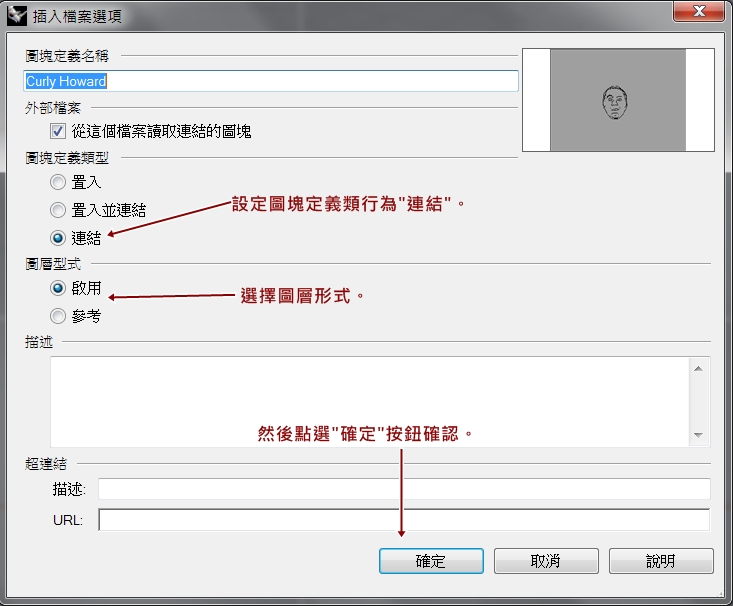 插入檔案選項
圖塊定義名稱
Curly Howard
外部檔案
從這個檔案讀取連結的圖塊
圖塊定義類型
置入
置入並連結
設定圖塊定義類行為"連結"。
連結
圖層型式
啟用
選擇圖層形式。
參考
描述
然後點選"確定"按鈕確認。
超連結
描述:
URL:
確定 取消 說明